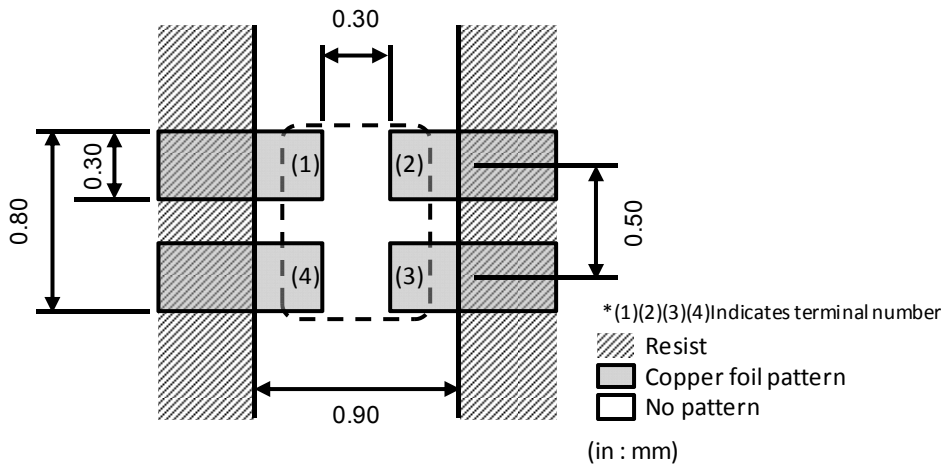 0.30
(1)
(2)
0.30
0.80
0.50
(4)
(3)
*(1)(2)(3)(4)Indicates terminal number
Resist
Copper foil pattern
No pattern
0.90
(in : mm)